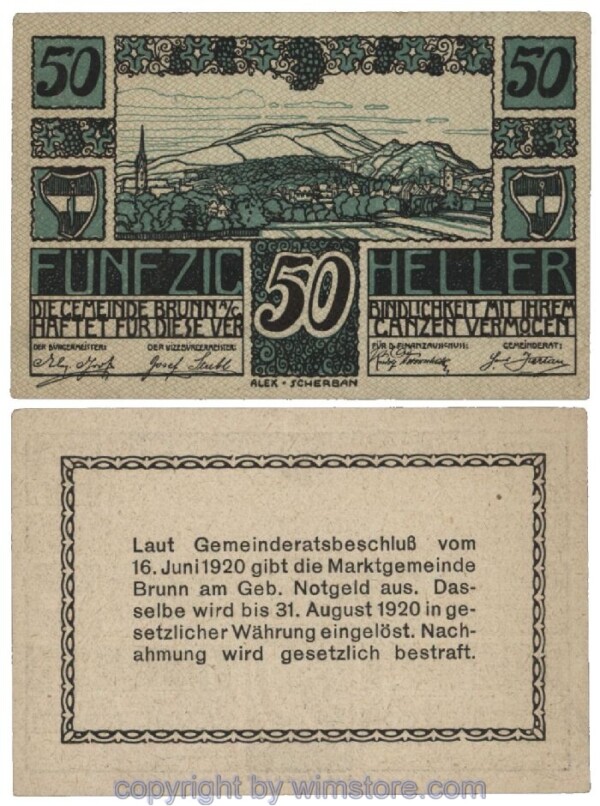 50 50
FÜNFZIG 50 HELLER
DIE GEMEINDE BRUNN A/G. BINDLICHKEIT MIT IHREM
HAFTET FÜR DIESE VER GANZEN VERMÖGEN
DER BÜRGERMEISTER: DER VIZEBÜRGERMEISTER: FÜR D. FINANZAUSSCHUSS: GEMEINDERAT:
Josef
ALEX • SCHERBAN
Laut Gemeinderatsbeschluß vom
16. Juni 1920 gibt die Marktgemeinde
Brunn am Geb. Notgeld aus. Das-
selbe wird bis 31. August 1920 in ge-
setzlicher Währung eingelöst. Nach-
ahmung wird gesetzlich bestraft.
copyright by wimstore.com